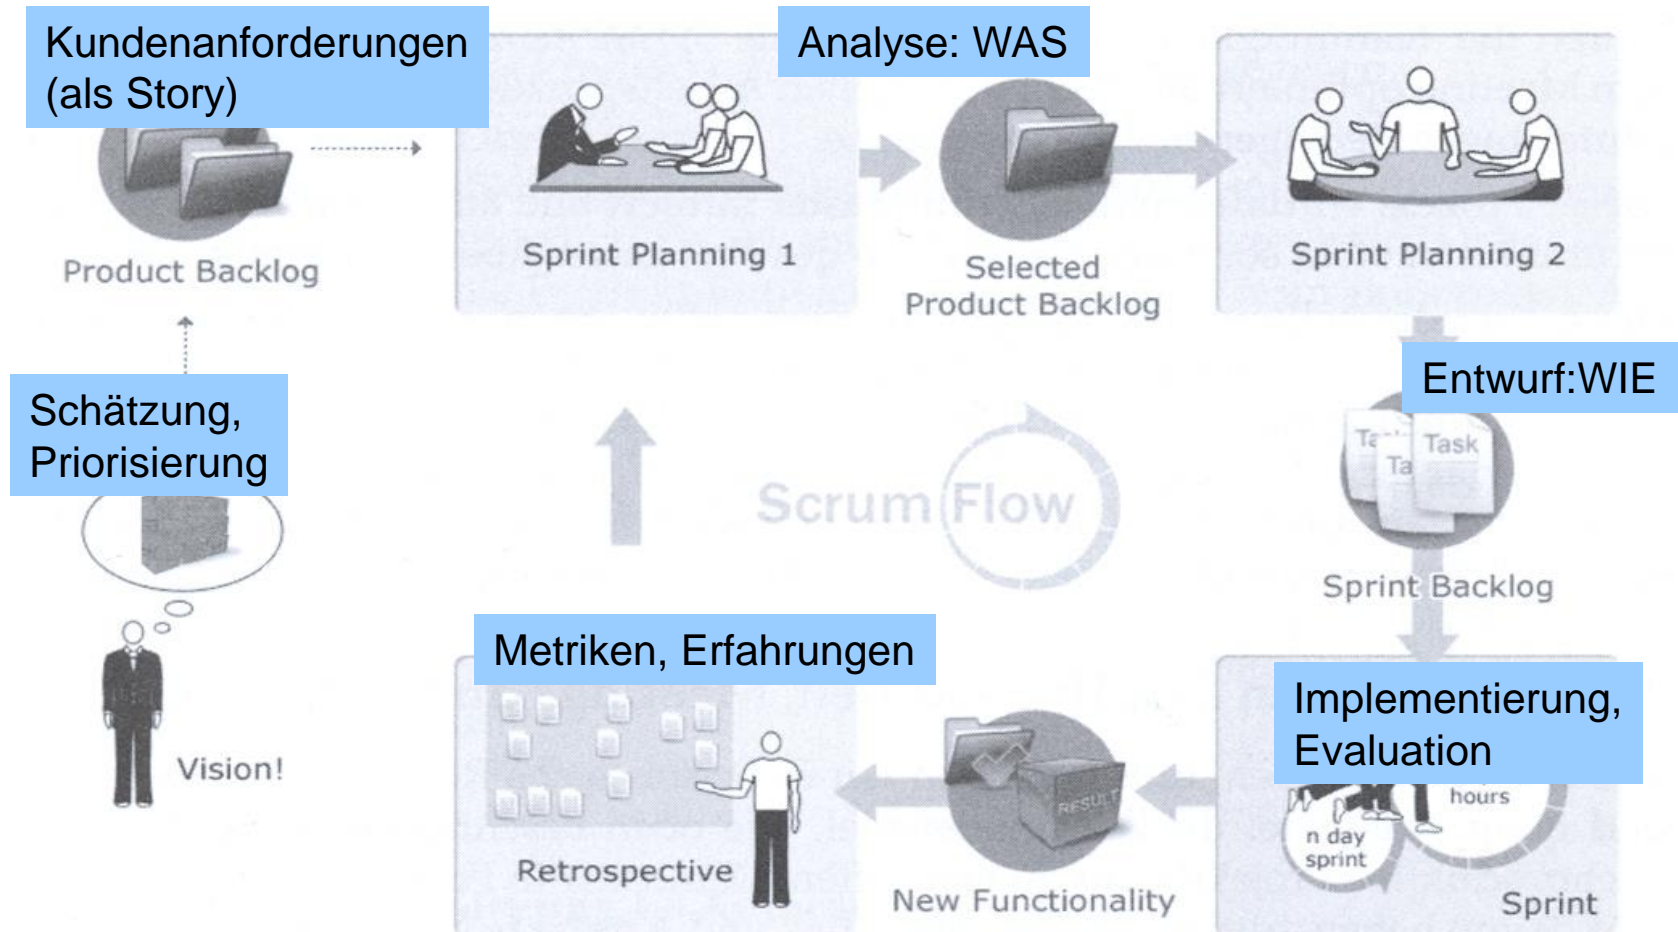 Kundenanforderungen
(als Story)
Analyse: WAS
Product Backlog
Sprint Planning 1
Selected
Product Backlog
Sprint Planning 2
Schätzung,
Priorisierung
Entwurf:WIE
Task
Scrum Flow
Sprint Backlog
Vision!
Metriken, Erfahrungen
Retrospective
RESULT
New Functionality
Implementierung,
Evaluation
hours
n day
sprint
Sprint